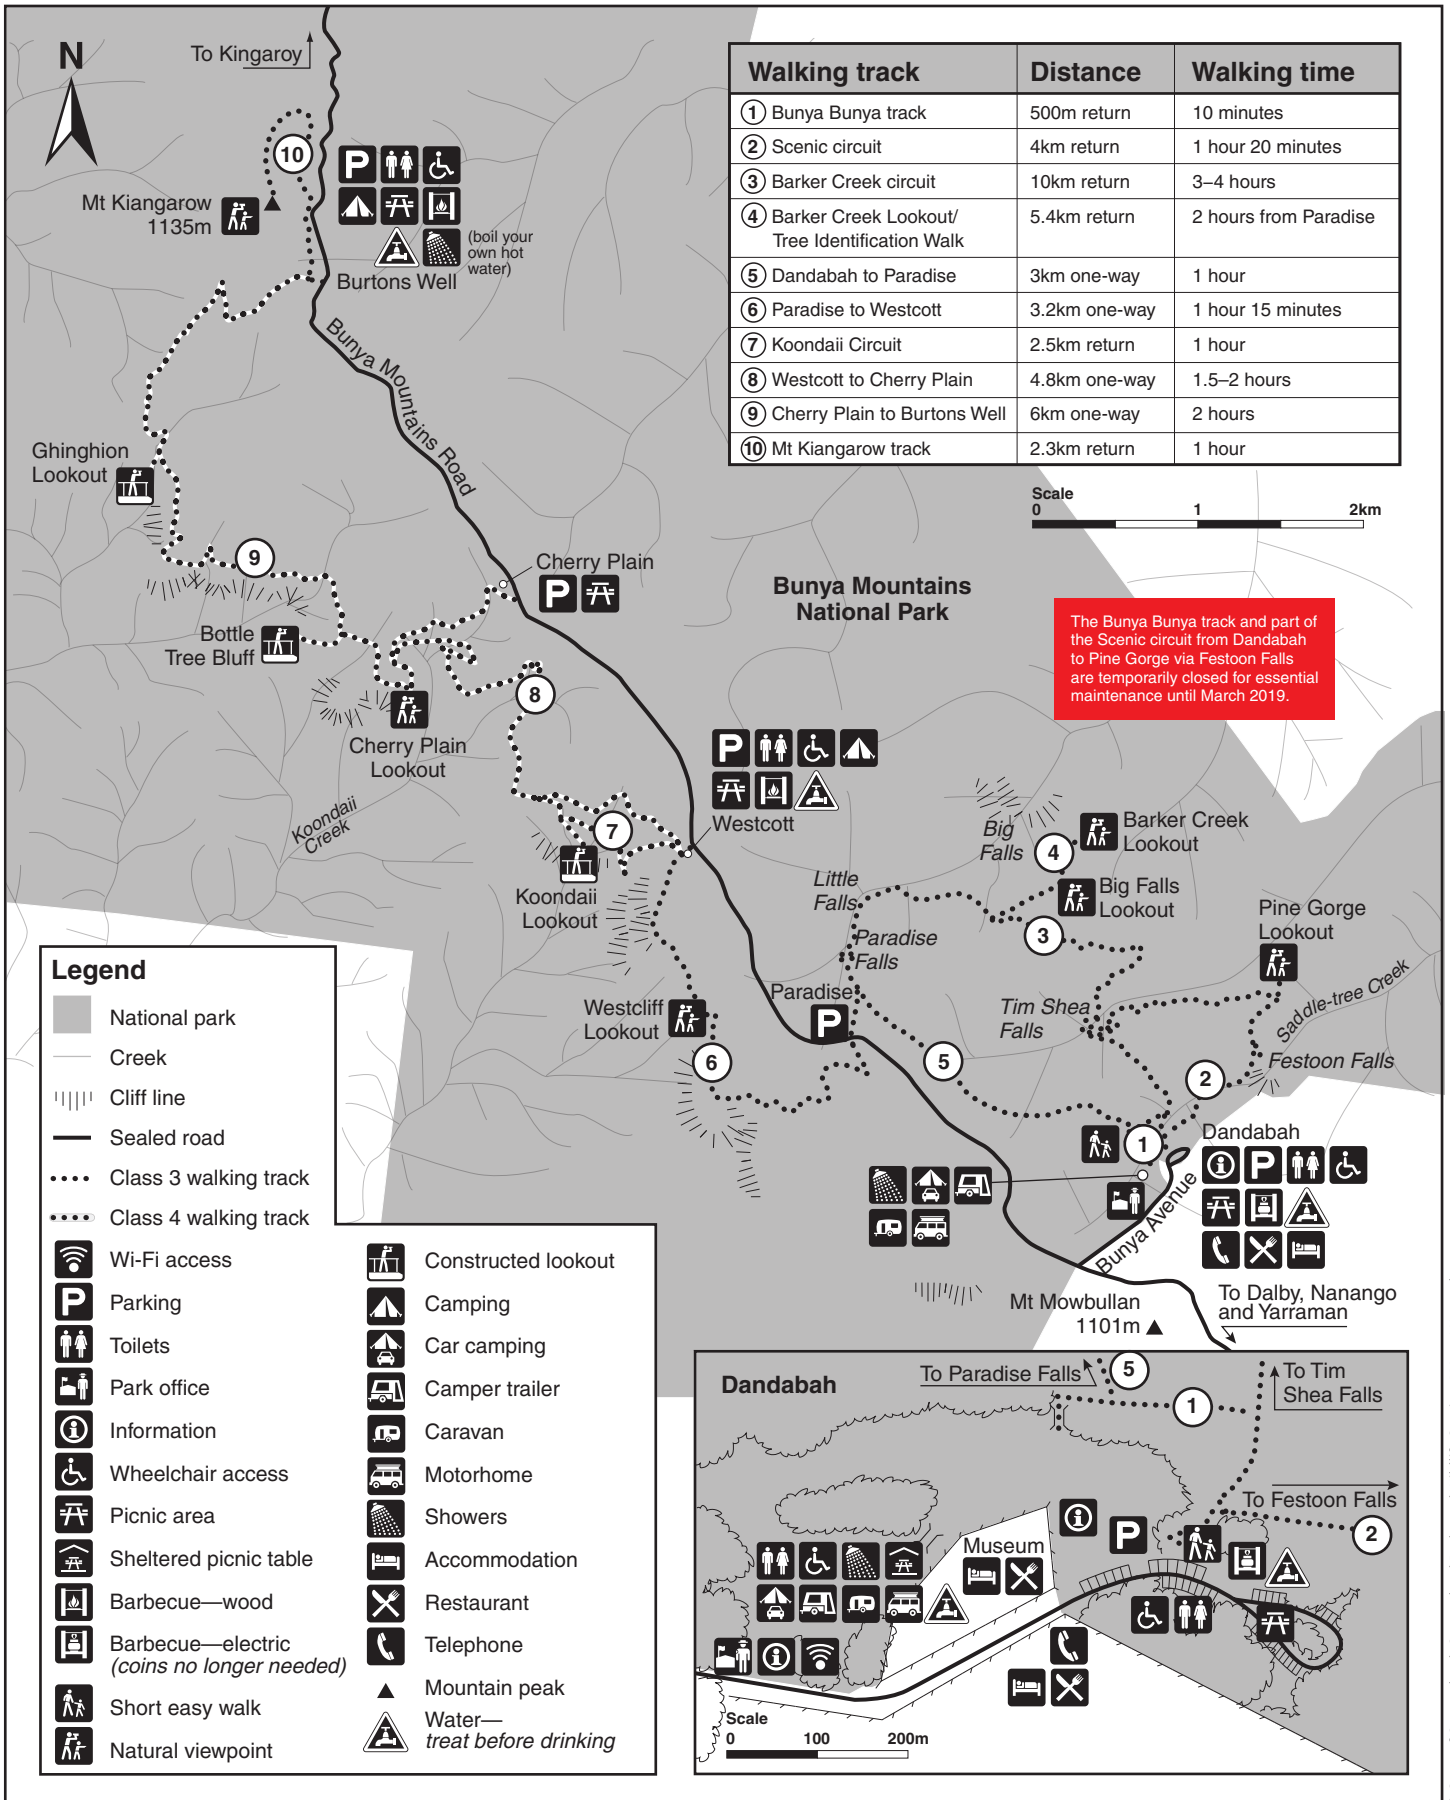 N
To Kingaroy
10
Mt Kiangarow
1135m
P
(boil your
own hot
water)
Burtons Well
Bunya Mountains Road
Walking track Distance Walking time
1 Bunya Bunya track 500m return 10 minutes
2 Scenic circuit 4km return 1 hour 20 minutes
3 Barker Creek circuit 10km return 3–4 hours
4 Barker Creek Lookout/ 5.4km return 2 hours from Paradise
Tree Identification Walk
5 Dandabah to Paradise 3km one-way 1 hour
6 Paradise to Westcott 3.2km one-way 1 hour 15 minutes
7 Koondaii Circuit 2.5km return 1 hour
8 Westcott to Cherry Plain 4.8km one-way 1.5–2 hours
9 Cherry Plain to Burtons Well 6km one-way 2 hours
10 Mt Kiangarow track 2.3km return 1 hour
Scale
0 1 2km
Ghinghion
Lookout
9
Cherry Plain
P
Bunya Mountains
National Park
The Bunya Bunya track and part of
the Scenic circuit from Dandabah
to Pine Gorge via Festoon Falls
are temporarily closed for essential
maintenance until March 2019.
Bottle
Tree Bluff
8
Cherry Plain
Lookout
Koondaii
Creek
P
Westcott
7
Koondaii
Lookout
Big
Falls
4
Barker Creek
Lookout
Little
Falls
Big Falls
Lookout
3
Pine Gorge
Lookout
Paradise
Falls
Saddle-tree Creek
Westcliff
Lookout
Paradise
P
Tim Shea
Falls
6
5
2
Festoon Falls
1
Dandabah
P
Bunya Avenue
To Dalby, Nanango
and Yarraman
Mt Mowbullan
1101m
Legend
National park
Creek
Cliff line
Sealed road
Class 3 walking track
Class 4 walking track
Wi-Fi access
P Parking
Toilets
Park office
Information
Wheelchair access
Picnic area
Sheltered picnic table
Barbecue—wood
Barbecue—electric
(coins no longer needed)
Short easy walk
Natural viewpoint
Constructed lookout
Camping
Car camping
Camper trailer
Caravan
Motorhome
Showers
Accommodation
Restaurant
Telephone
Mountain peak
Water—
treat before drinking
Dandabah
To Paradise Falls
5
1
To Tim
Shea Falls
To Festoon Falls
2
P
Museum
Scale
0 100 200m